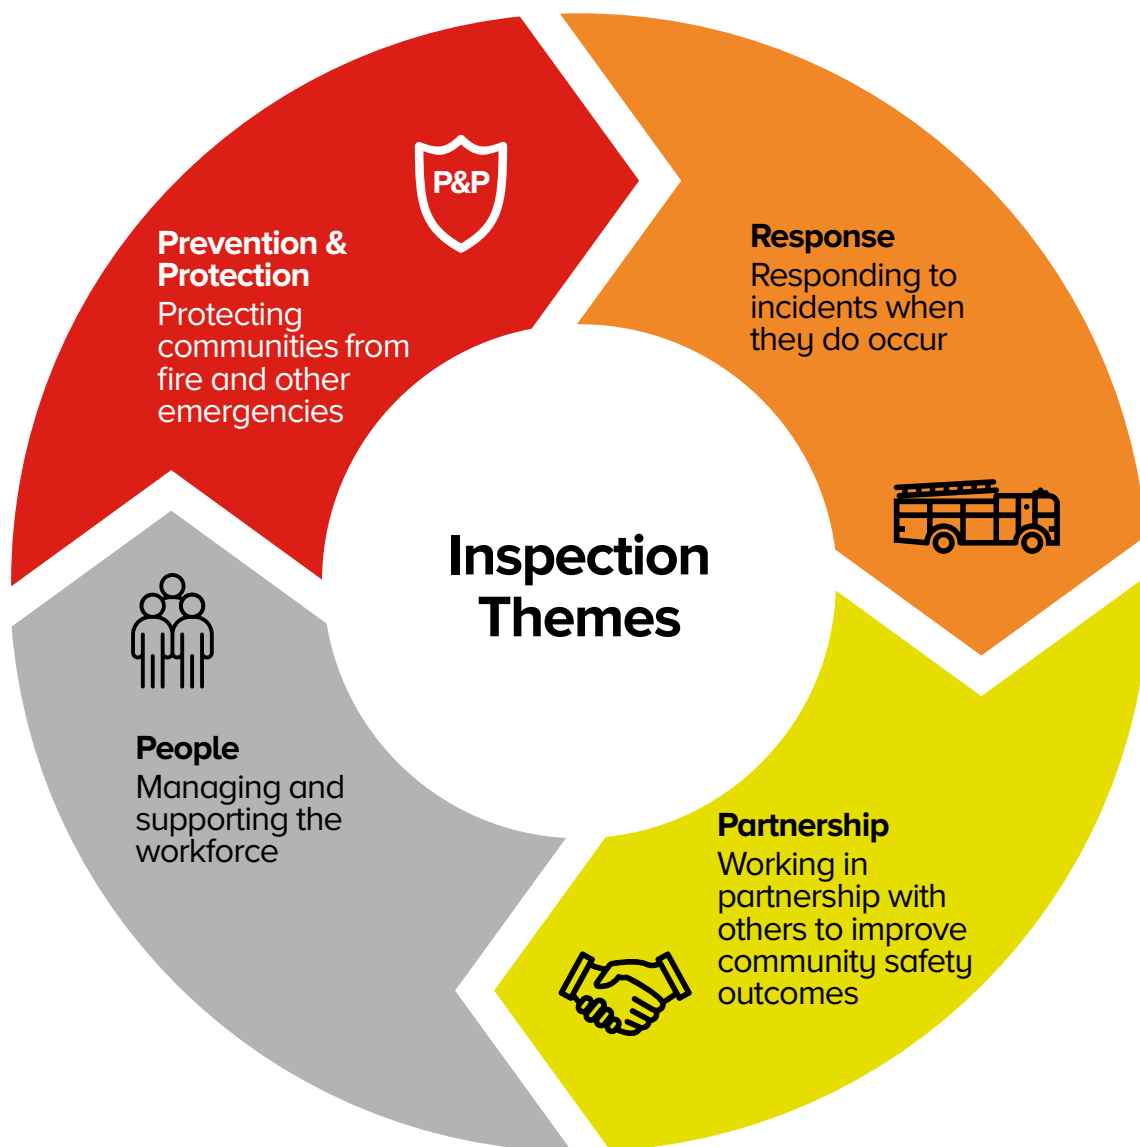 P&P
Prevention &
Protection
Protecting
communities from
fire and other
emergencies
Response
Responding to
incidents when
they do occur
Inspection
Themes
People
Managing and
supporting the
workforce
Partnership
Working in
partnership with
others to improve
community safety
outcomes